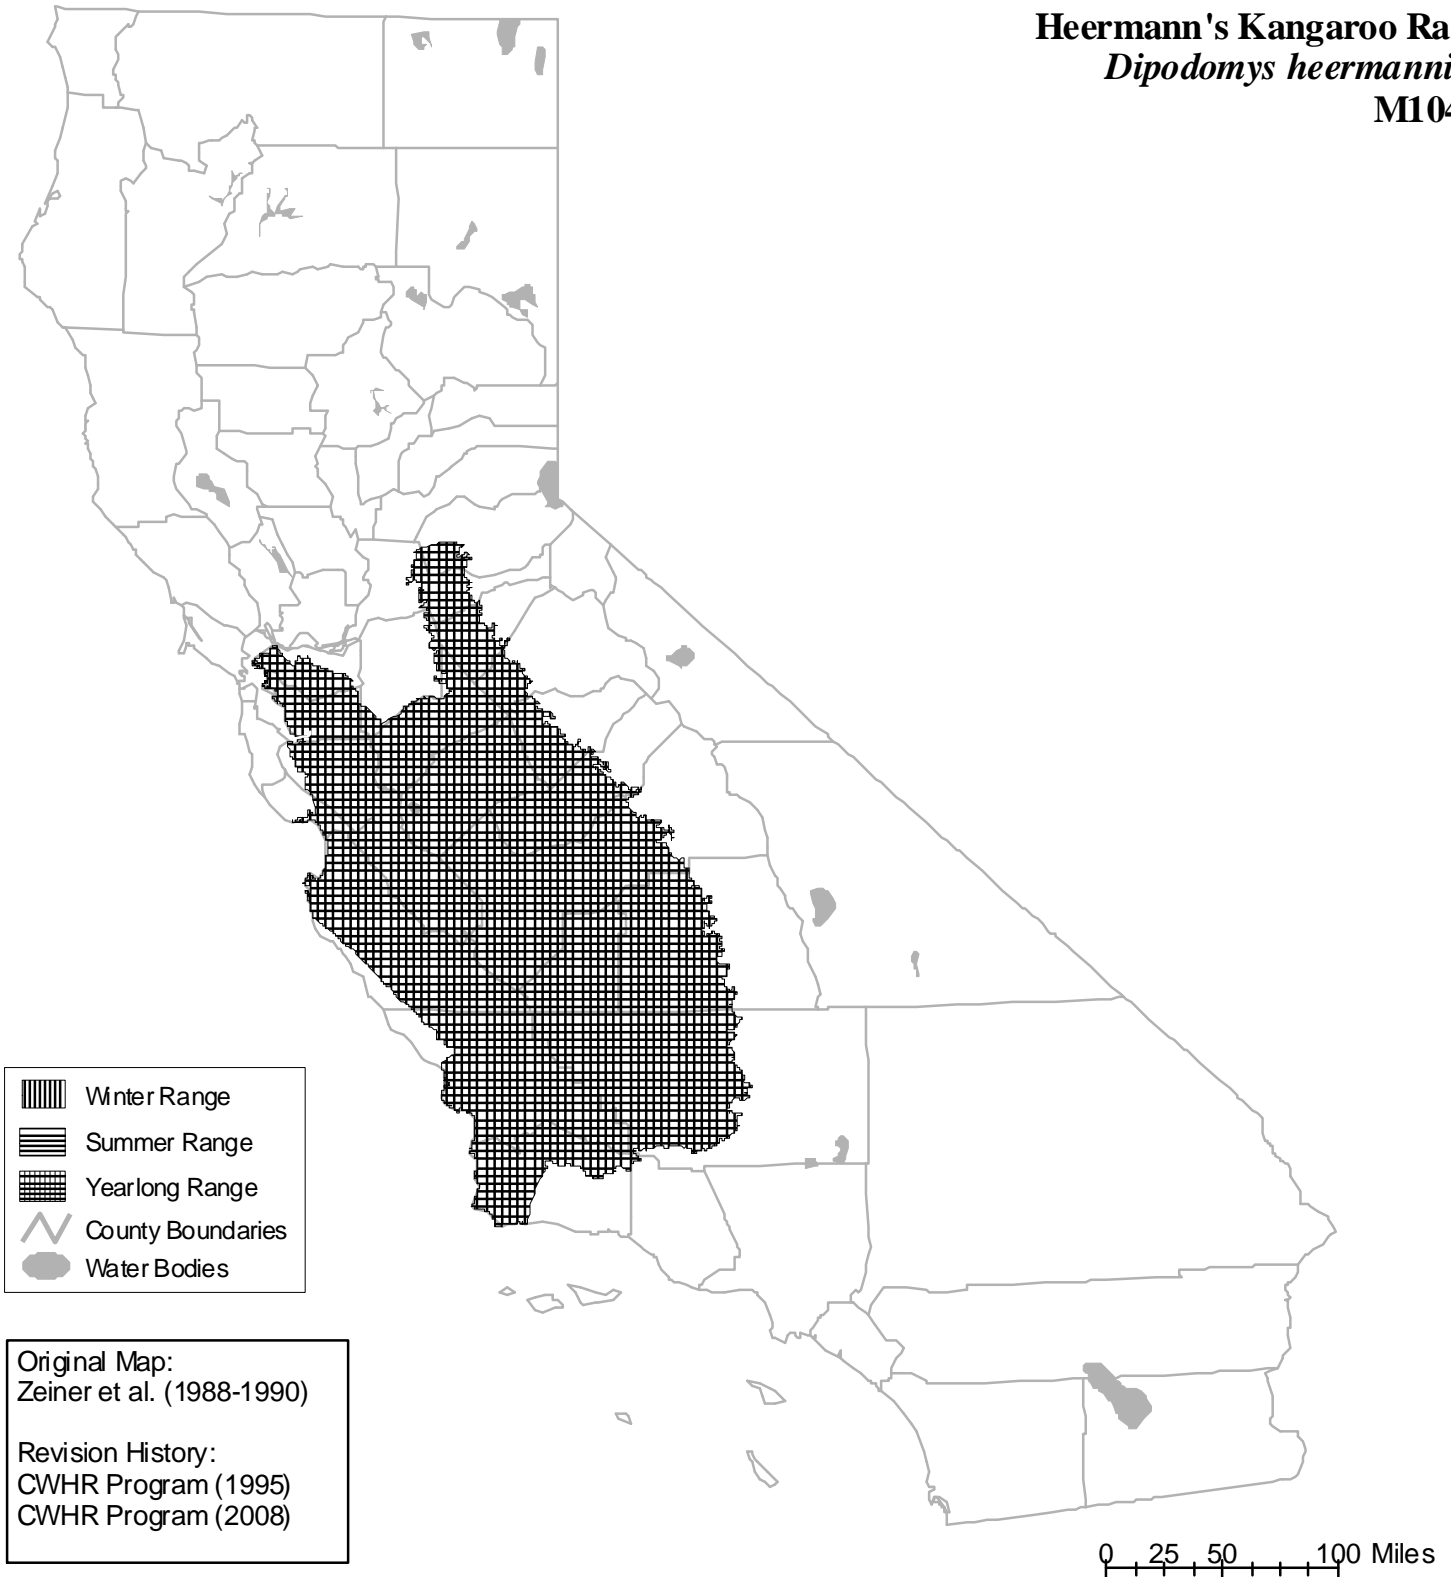 Heermann's Kangaroo Ra
Dipodomys heermanni
M104
Winter Range
Summer Range
Yearlong Range
County Boundaries
Water Bodies
Original Map:
Zeiner et al. (1988-1990)
Revision History:
CWHR Program (1995)
CWHR Program (2008)
0 25 50 100 Miles